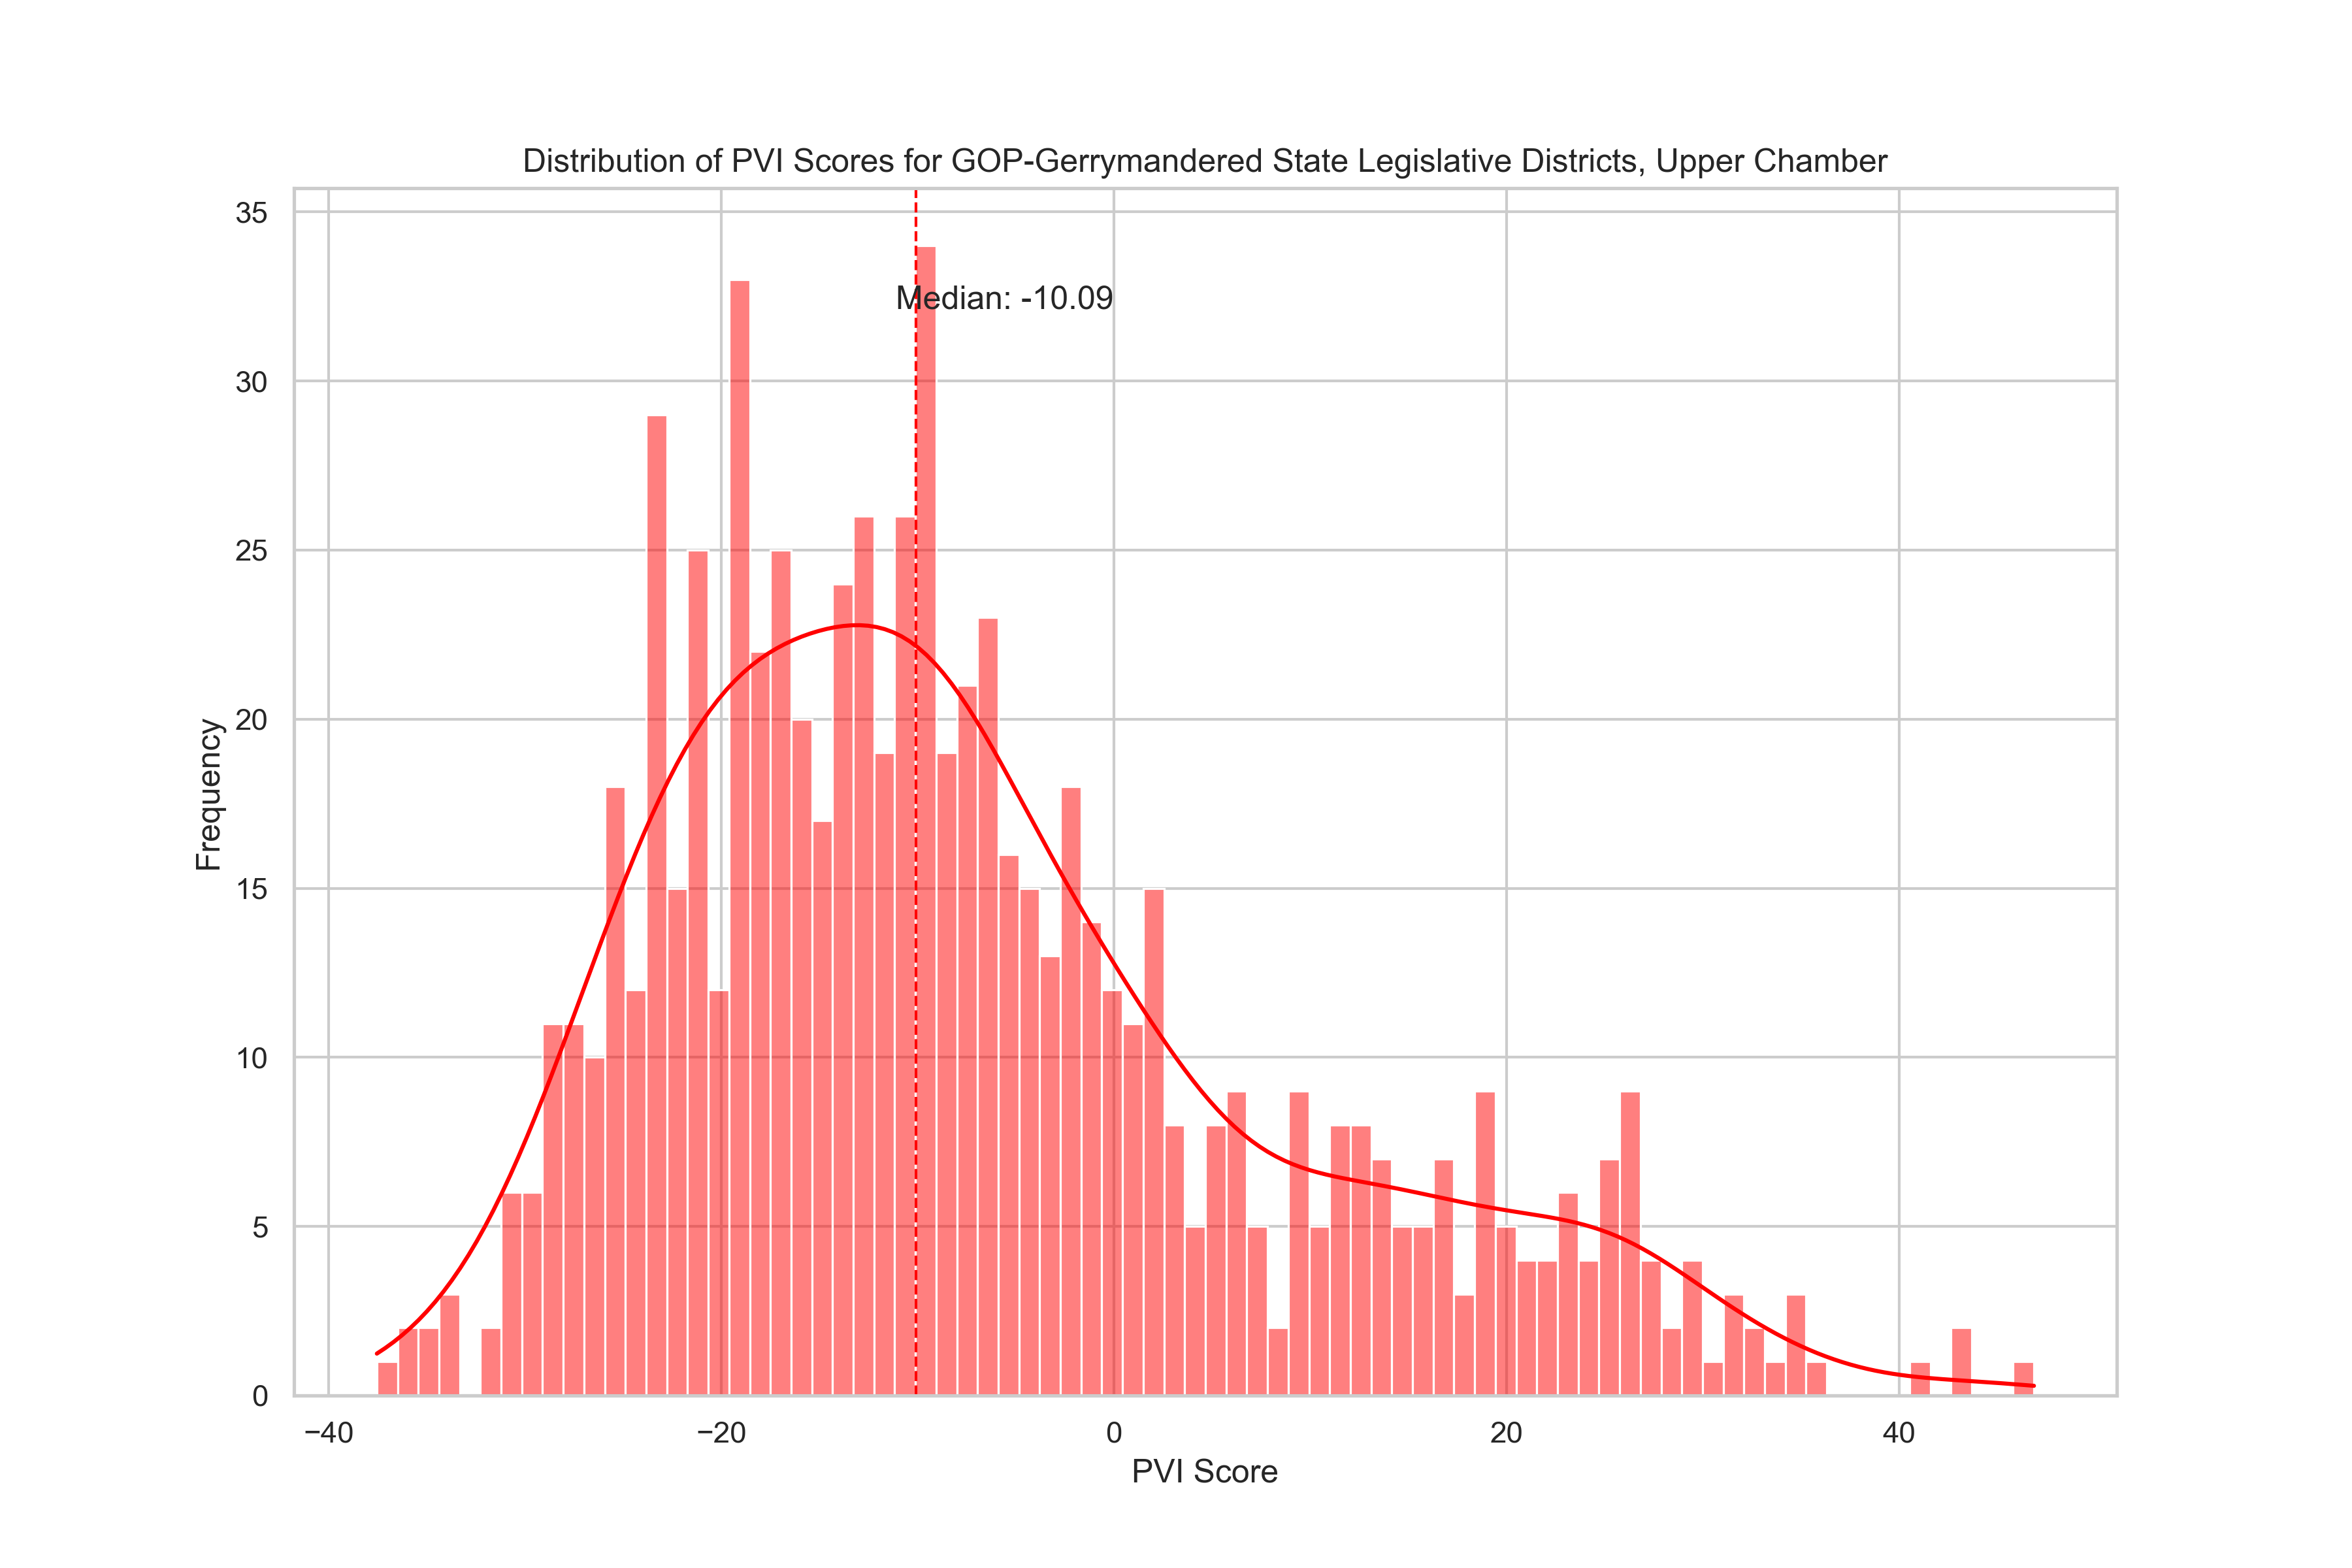 Distribution of PVI Scores for GOP-Gerrymandered State Legislative Districts, Upper Chamber
35
Median: -10.09
30
25
20
15
10
5
0
Frequency
−40 −20 0 20 40
PVI Score